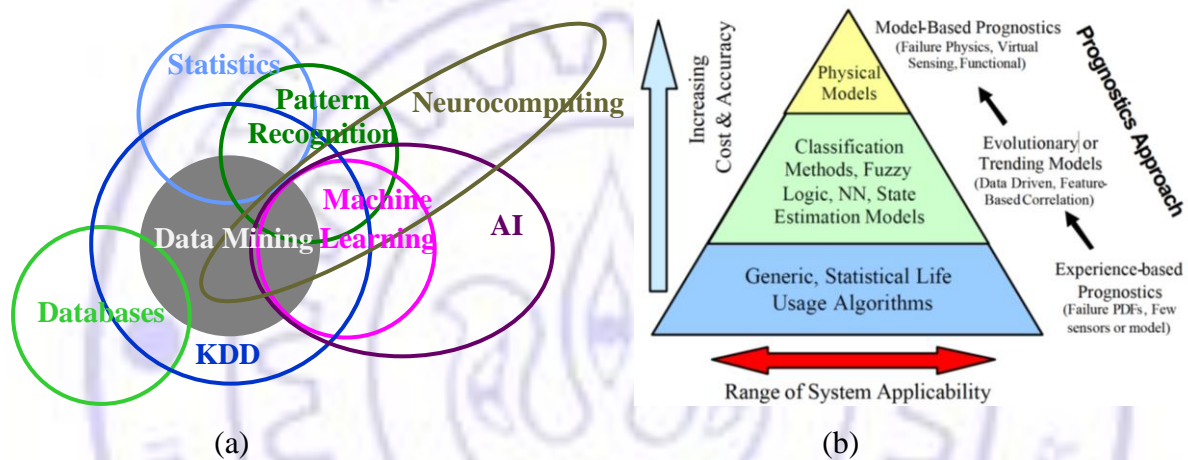 Statistics
Pattern
Recognition
Neurocomputing
Machine
Learning
AI
Data Mining
Databases
KDD
(a)
Increasing
Cost & Accuracy
Physical
Models
Classification
Methods, Fuzzy
Logic, NN, State
Estimation Models
Generic, Statistical Life
Usage Algorithms
Range of System Applicability
Model-Based Prognostics
(Failure Physics, Virtual
Sensing, Functional)
Evolutionary or
Trending Models
(Data Driven, Feature-
Based Correlation)
Experience-based
Prognostics
(Failure PDFs, Few
sensors or model)
Prognostics Approach
(b)